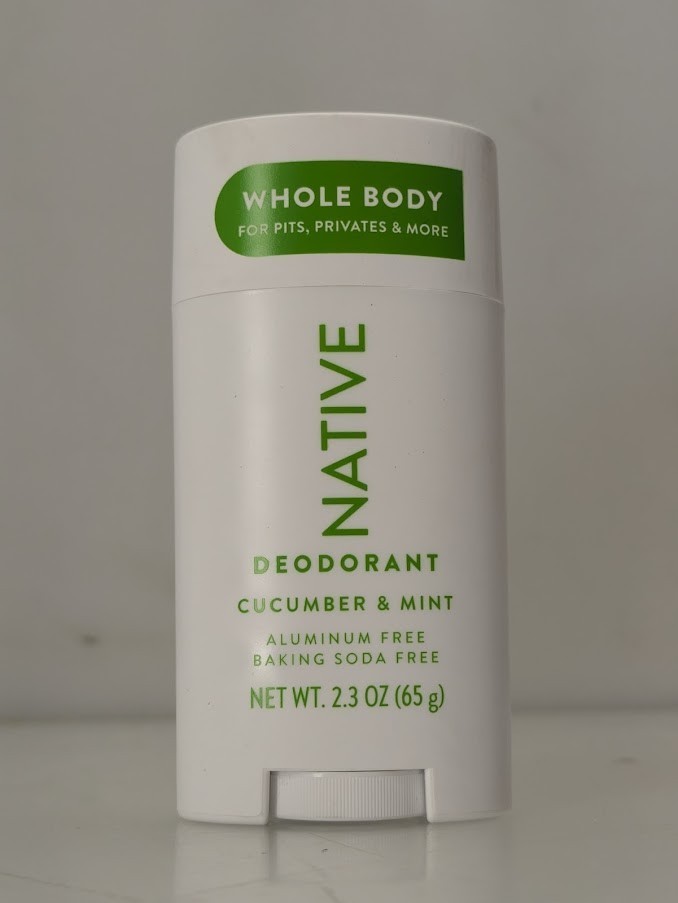 WHOLE BODY
FOR PITS, PRIVATES & MORE
NATIVE
DEODORANT
CUCUMBER & MINT
ALUMINUM FREE
BAKING SODA FREE
NET WT. 2.3 OZ (65 g)